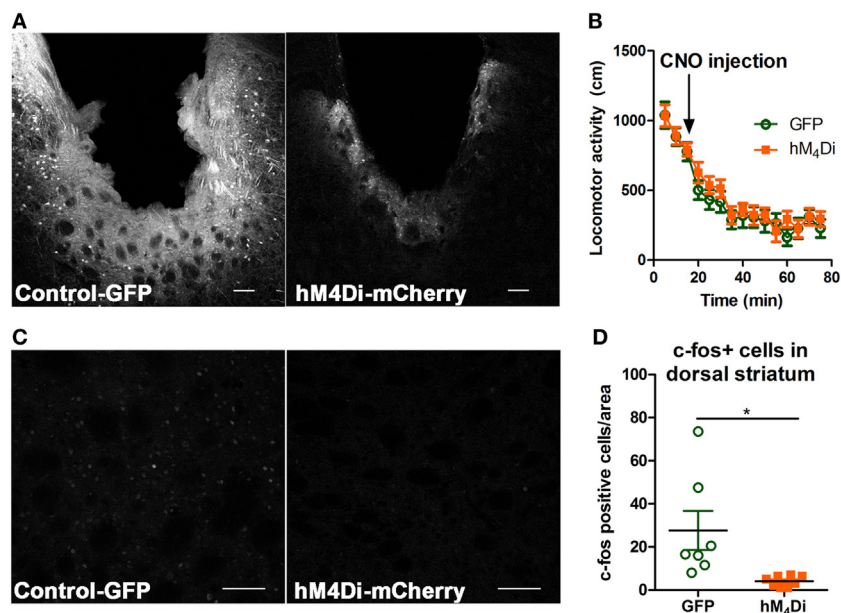 A
Control-GFP
hM4Di-mCherry
B
1500
1000
500
0
Locomotor activity (cm)
CNO injection
GFP
hM₄Di
0
20
40
60
80
Time (min)
C
Control-GFP
hM4Di-mCherry
D
c-fos+ cells in
dorsal striatum
100
80
60
40
20
0
c-fos positive cells/area
*
GFP
hM₄Di